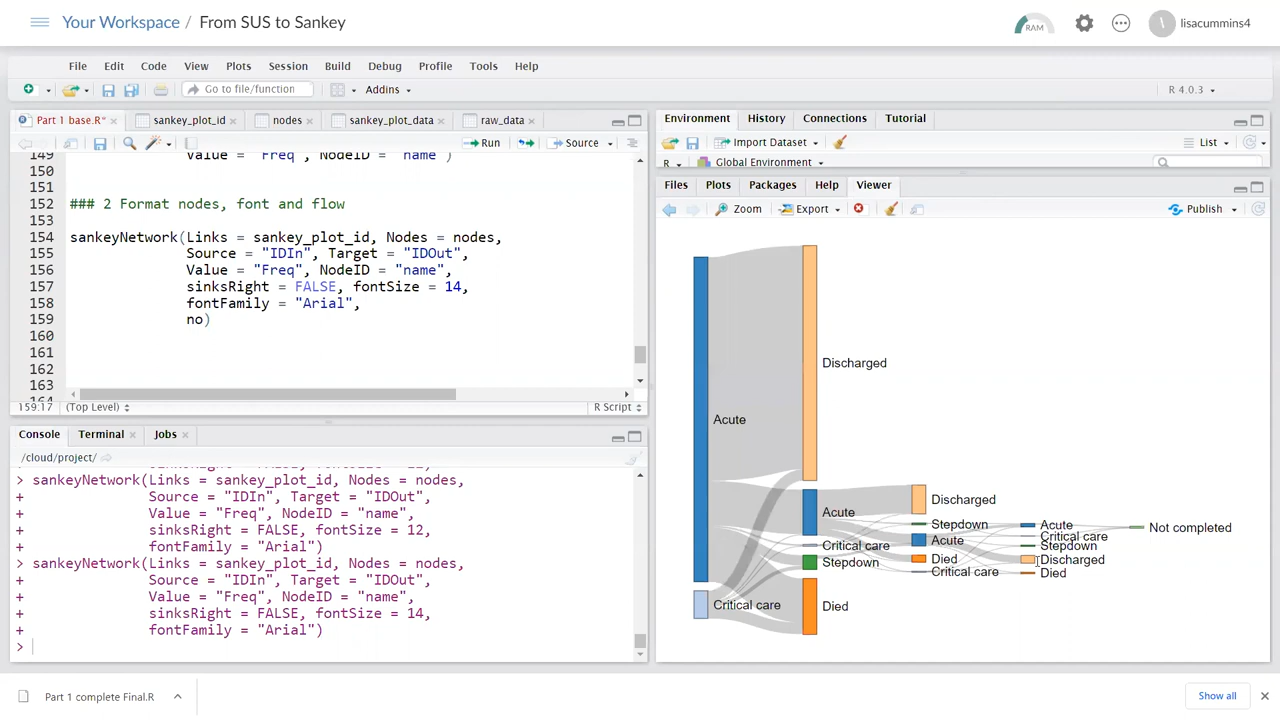 Your Workspace / From SUS to Sankey
RAM
l
lisacummins4
File Edit Code View Plots Session Build Debug Profile Tools Help
Go to file/function
Addins
R 4.0.3
Part 1 base.R*
sankey_plot_id
nodes
sankey_plot_data
raw_data
Run
Source
149 Value = "Freq", NodeID = "name")
150
151
152 ### 2 Format nodes, font and flow
153
154 sankeyNetwork(Links = sankey_plot_id, Nodes = nodes,
155 Source = "IDIn", Target = "IDOut",
156 Value = "Freq", NodeID = "name",
157 sinksRight = FALSE, fontSize = 14,
158 fontFamily = "Arial",
159 no)
160
161
162
163
164
159:17 (Top Level) R Script
Console Terminal Jobs
/cloud/project/
sinksRight = FALSE, fontSize = 12)
> sankeyNetwork(Links = sankey_plot_id, Nodes = nodes,
+ Source = "IDIn", Target = "IDOut",
+ Value = "Freq", NodeID = "name",
+ sinksRight = FALSE, fontSize = 12,
+ fontFamily = "Arial")
> sankeyNetwork(Links = sankey_plot_id, Nodes = nodes,
+ Source = "IDIn", Target = "IDOut",
+ Value = "Freq", NodeID = "name",
+ sinksRight = FALSE, fontSize = 14,
+ fontFamily = "Arial")
>
Environment History Connections Tutorial
Import Dataset
List
R Global Environment
Files Plots Packages Help Viewer
Zoom Export
Publish
Discharged
Acute
Discharged
Acute
Stepdown
Acute
Not completed
Critical care
Acute
Critical care
Stepdown
Stepdown
Died
Discharged
Critical care
Died
Critical care
Died
Part 1 complete Final.R
Show all